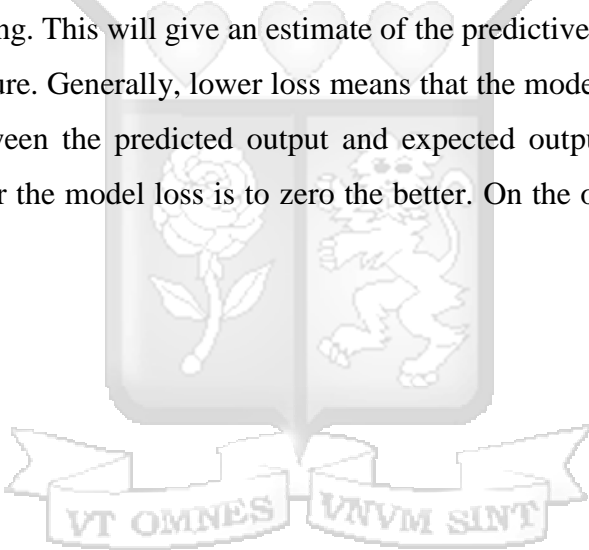 ng. This will give an estimate of the predictive
ure. Generally, lower loss means that the mode
ween the predicted output and expected outpu
r the model loss is to zero the better. On the o
VT OMNES VNVM SINT